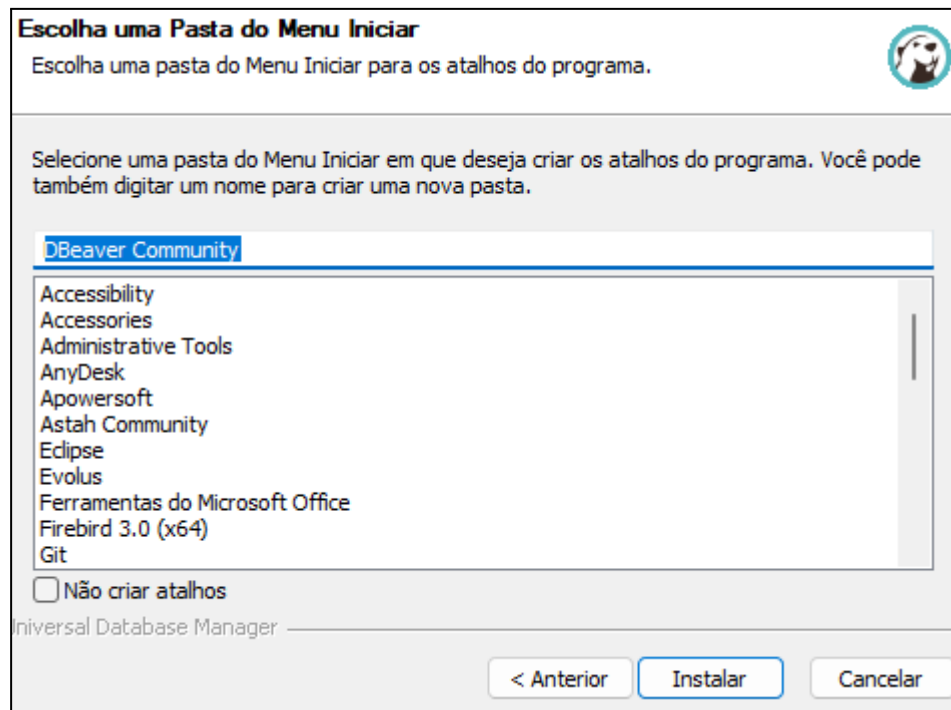 Escolha uma Pasta do Menu Iniciar
Escolha uma pasta do Menu Iniciar para os atalhos do programa.
Selecione uma pasta do Menu Iniciar em que deseja criar os atalhos do programa. Você pode
também digitar um nome para criar uma nova pasta.
DBeaver Community
Accessibility
Accessories
Administrative Tools
AnyDesk
Apowersoft
Astah Community
Eclipse
Evolus
Ferramentas do Microsoft Office
Firebird 3.0 (x64)
Git
Não criar atalhos
Universal Database Manager
< Anterior
Instalar
Cancelar